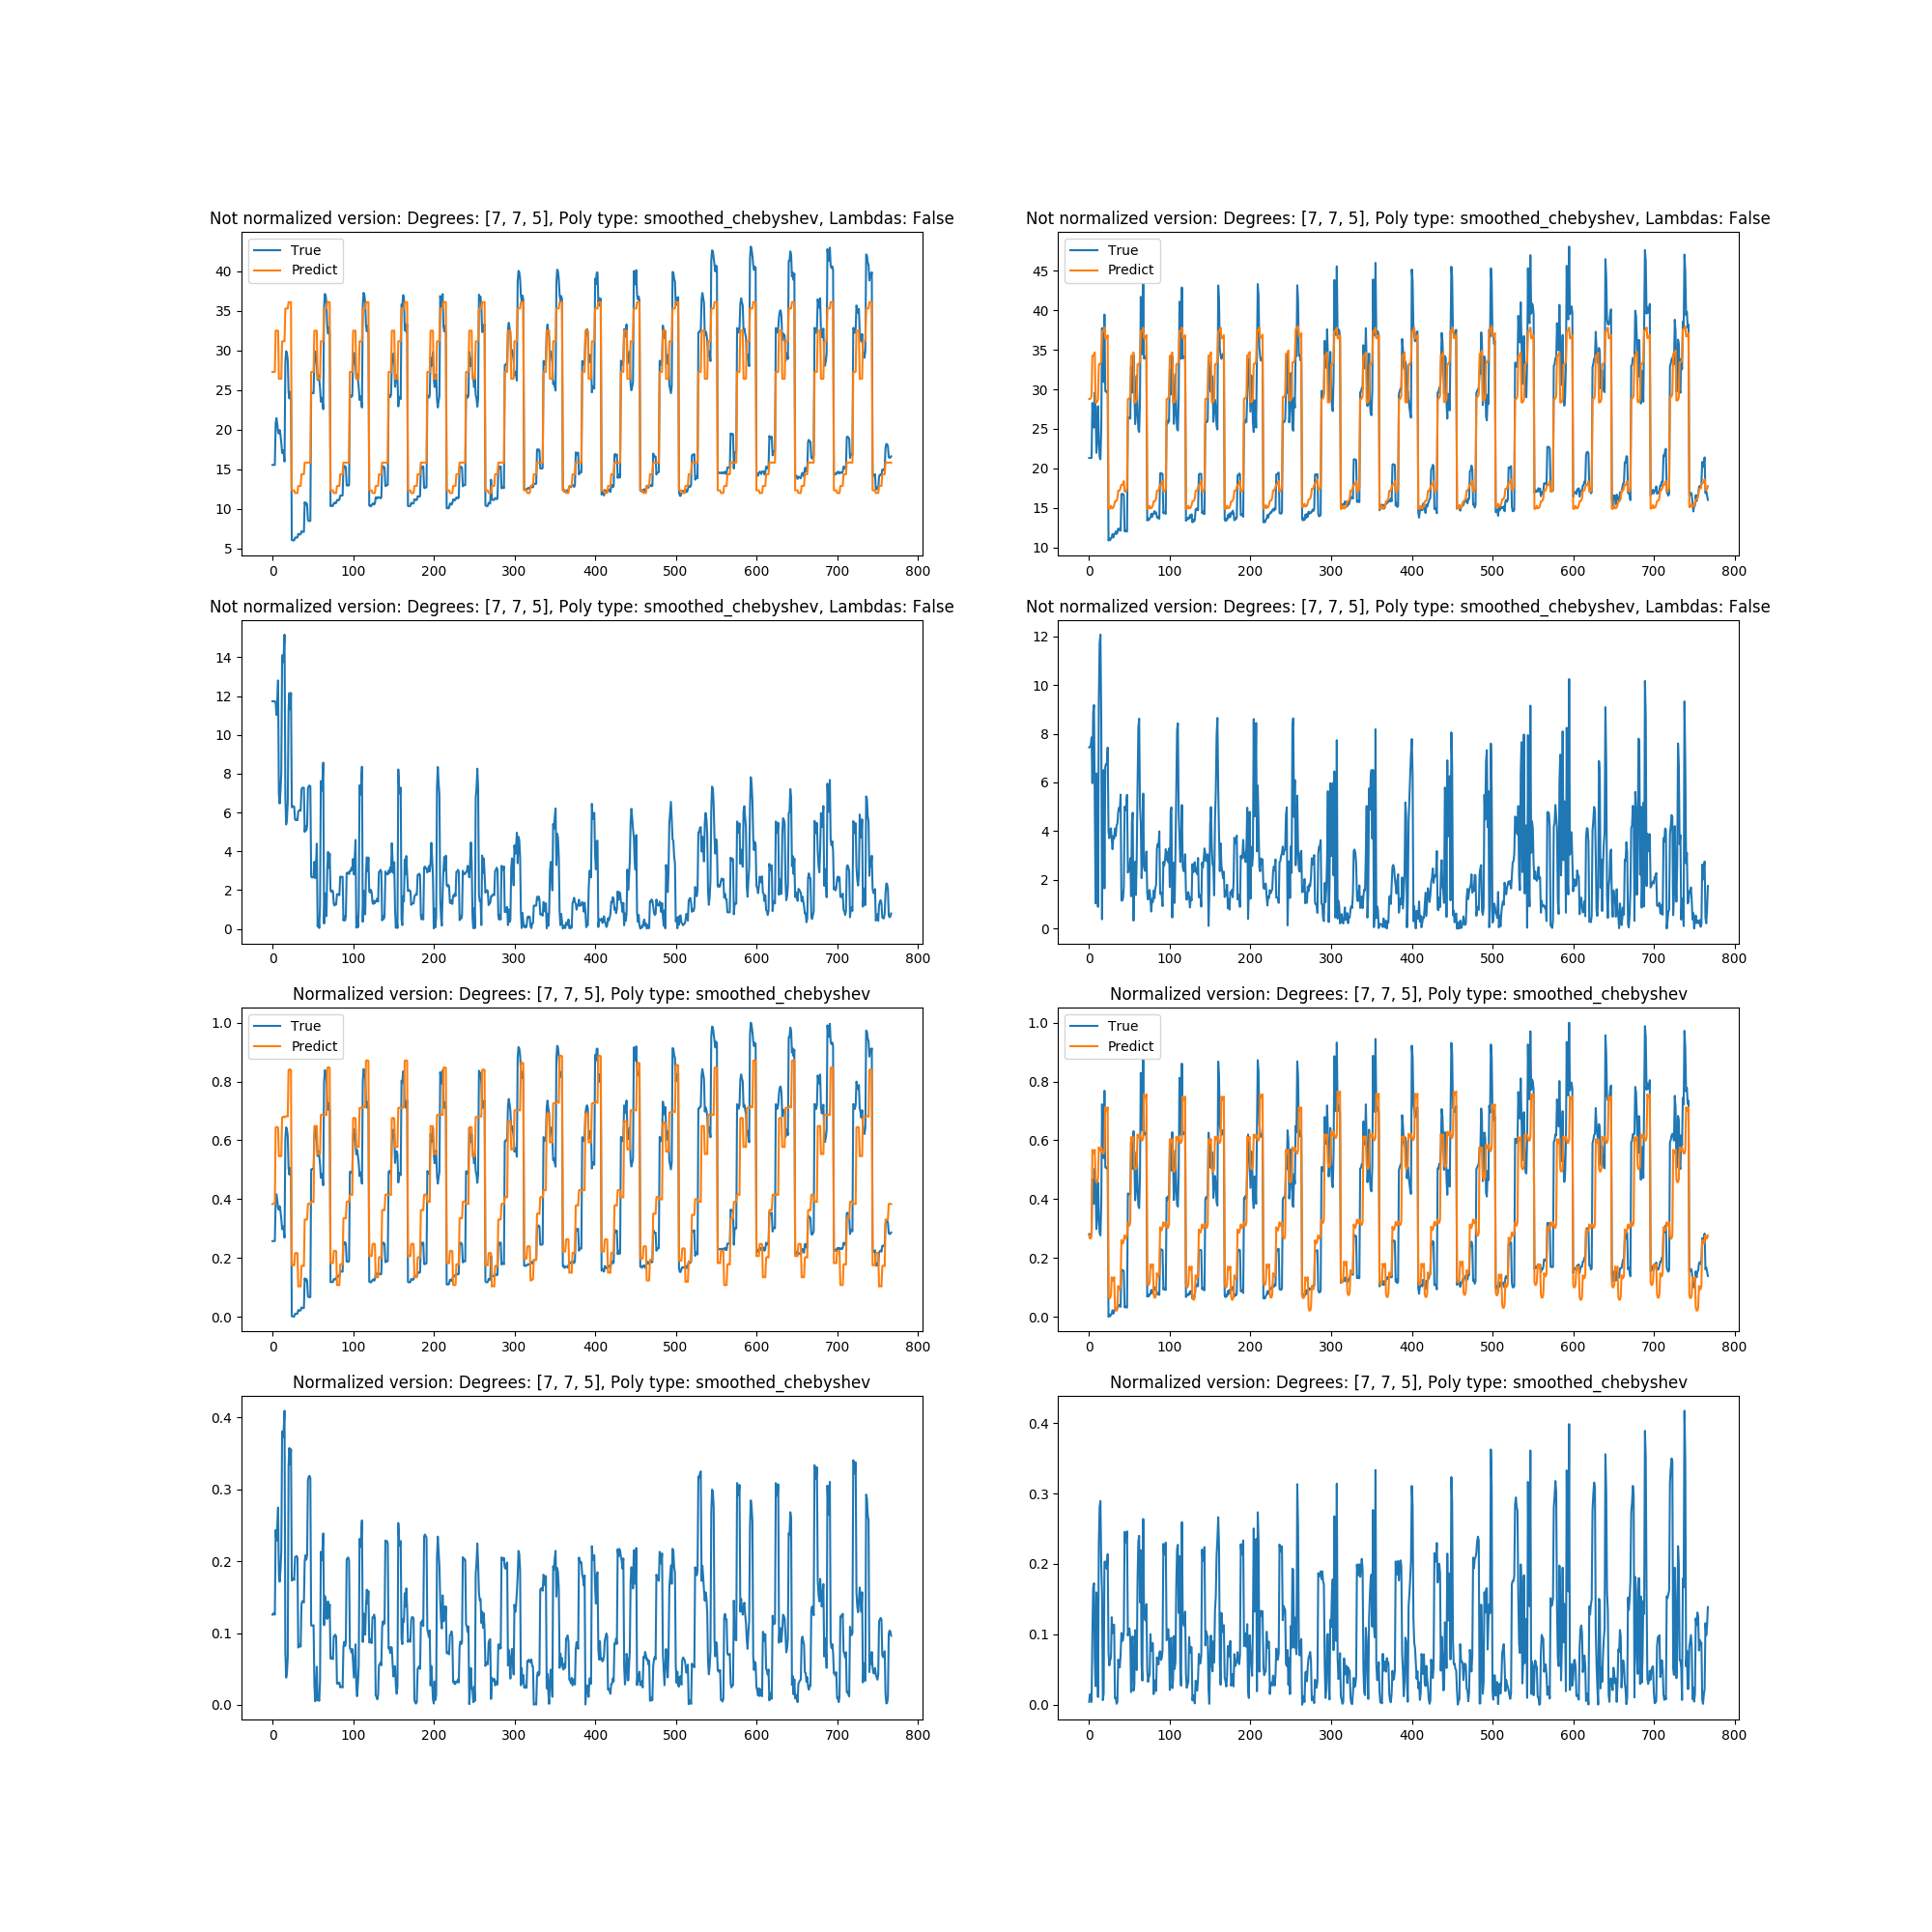 Not normalized version: Degrees: [7, 7, 5], Poly type: smoothed_chebyshev, Lambdas: False
True
Predict
40
35
30
25
20
15
10
5
0 100 200 300 400 500 600 700 800
Not normalized version: Degrees: [7, 7, 5], Poly type: smoothed_chebyshev, Lambdas: False
True
Predict
45
40
35
30
25
20
15
10
0 100 200 300 400 500 600 700 800
Not normalized version: Degrees: [7, 7, 5], Poly type: smoothed_chebyshev, Lambdas: False
14
12
10
8
6
4
2
0
0 100 200 300 400 500 600 700 800
Not normalized version: Degrees: [7, 7, 5], Poly type: smoothed_chebyshev, Lambdas: False
12
10
8
6
4
2
0
0 100 200 300 400 500 600 700 800
Normalized version: Degrees: [7, 7, 5], Poly type: smoothed_chebyshev
True
Predict
1.0
0.8
0.6
0.4
0.2
0.0
0 100 200 300 400 500 600 700 800
Normalized version: Degrees: [7, 7, 5], Poly type: smoothed_chebyshev
True
Predict
1.0
0.8
0.6
0.4
0.2
0.0
0 100 200 300 400 500 600 700 800
Normalized version: Degrees: [7, 7, 5], Poly type: smoothed_chebyshev
0.4
0.3
0.2
0.1
0.0
0 100 200 300 400 500 600 700 800
Normalized version: Degrees: [7, 7, 5], Poly type: smoothed_chebyshev
0.4
0.3
0.2
0.1
0.0
0 100 200 300 400 500 600 700 800